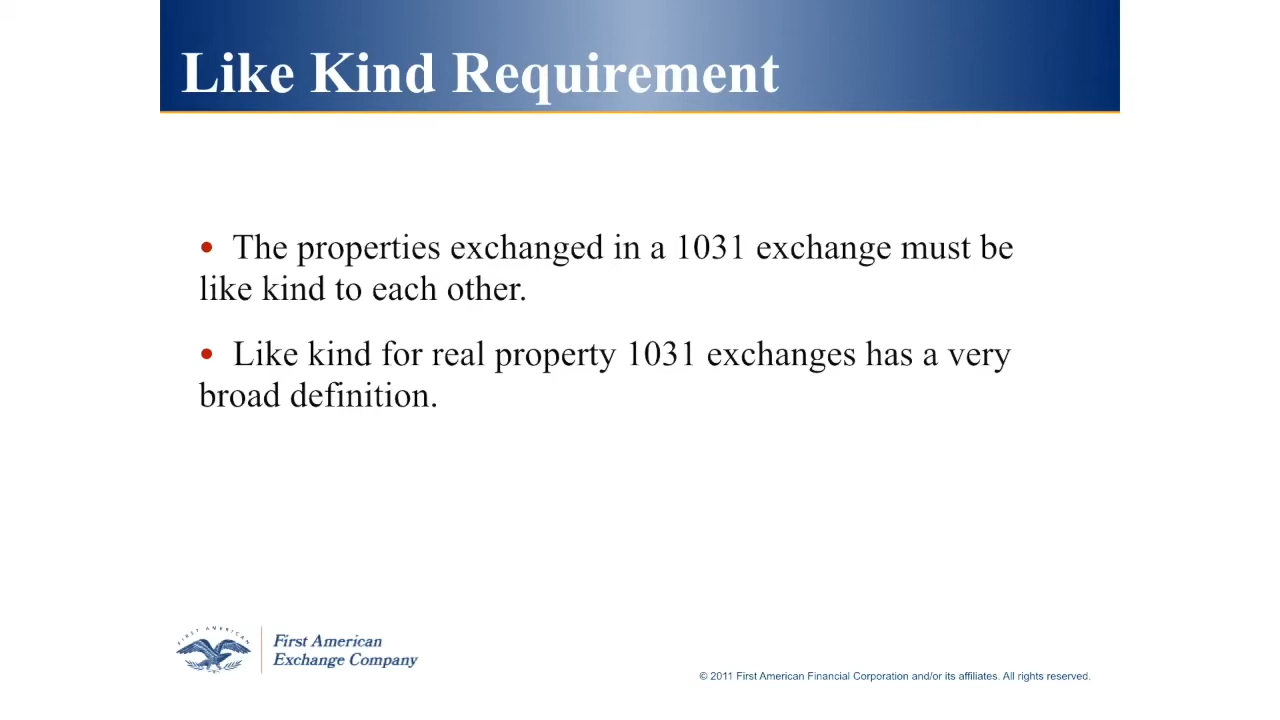 Like Kind Requirement
• The properties exchanged in a 1031 exchange must be
like kind to each other.
• Like kind for real property 1031 exchanges has a very
broad definition.
FIRST AMERICAN
First American
Exchange Company
© 2011 First American Financial Corporation and/or its affiliates. All rights reserved.